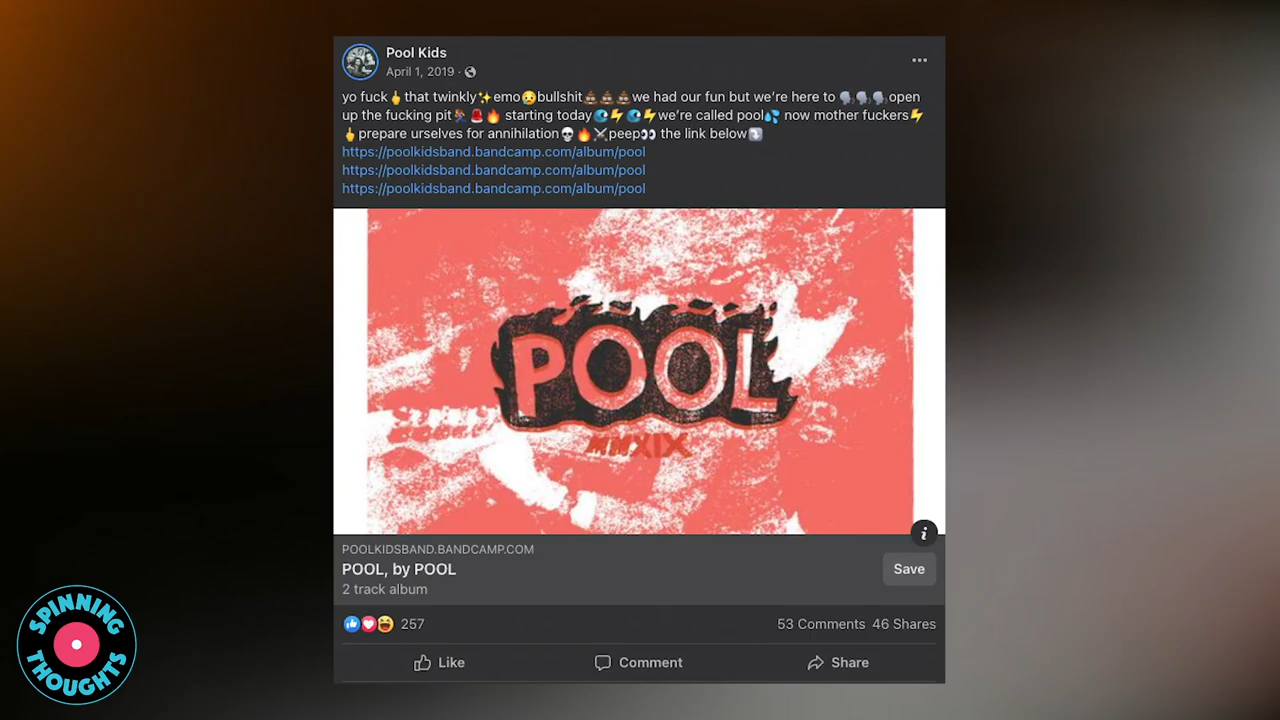 Pool Kids
April 1, 2019 ·
yo fuck🖕that twinkly✨emo😥bullshit💩💩💩we had our fun but we're here to 🗣🗣🗣open
up the fucking pit🏃🚨🔥 starting today🌊⚡🌊⚡we're called pool💦 now mother fuckers⚡
🖕prepare urselves for annihilation💀🔥⚔peep👀 the link below⤵
https://poolkidsband.bandcamp.com/album/pool
https://poolkidsband.bandcamp.com/album/pool
https://poolkidsband.bandcamp.com/album/pool
POOL
MMXIX
i
POOLKIDSBAND.BANDCAMP.COM
POOL, by POOL
Save
2 track album
257
53 Comments 46 Shares
Like
Comment
Share
SPINNING
THOUGHTS